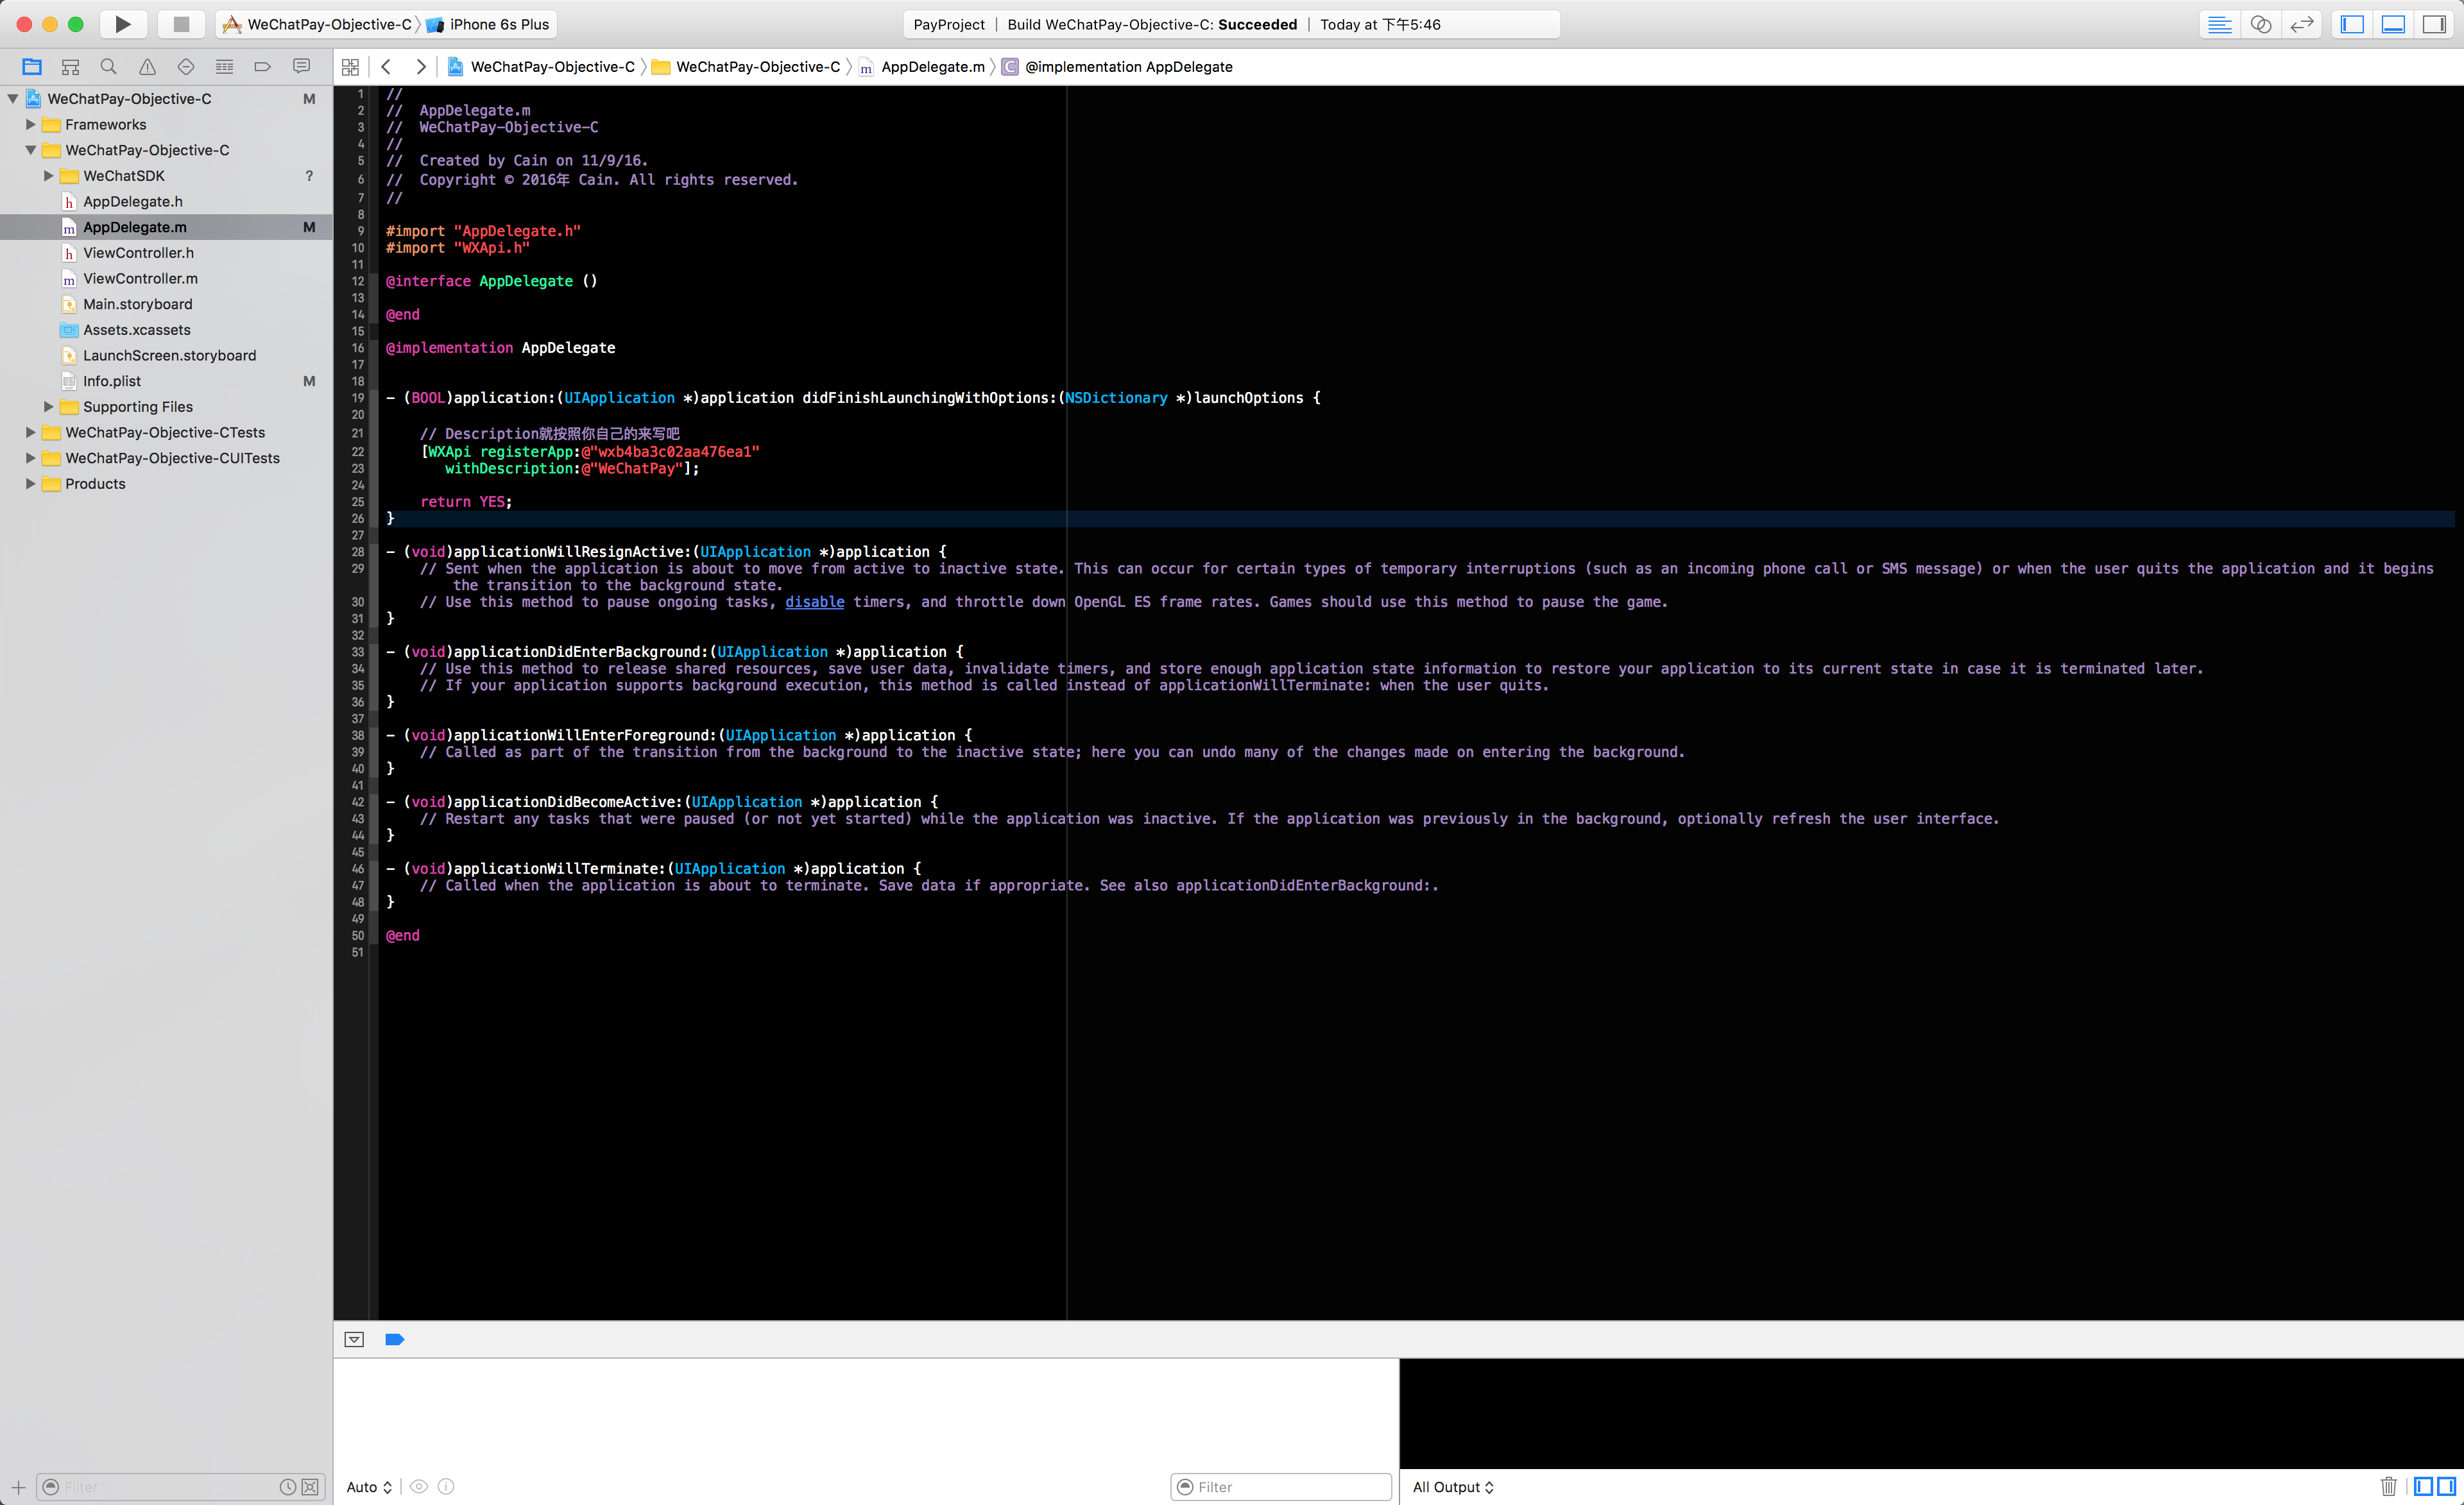 WeChatPay-Objective-C 〉 iPhone 6s Plus
PayProject | Build WeChatPay-Objective-C: Succeeded | Today at 下午5:46
WeChatPay-Objective-C 〉 WeChatPay-Objective-C 〉 AppDelegate.m 〉 C @implementation AppDelegate
WeChatPay-Objective-C M
Frameworks
WeChatPay-Objective-C
WeChatSDK ?
h AppDelegate.h
m AppDelegate.m M
h ViewController.h
m ViewController.m
Main.storyboard
Assets.xcassets
LaunchScreen.storyboard
Info.plist M
Supporting Files
WeChatPay-Objective-CTests
WeChatPay-Objective-CUITests
Products
Filter
1 //
2 //  AppDelegate.m
3 //  WeChatPay-Objective-C
4 //
5 //  Created by Cain on 11/9/16.
6 //  Copyright © 2016年 Cain. All rights reserved.
7 //
8
9 #import "AppDelegate.h"
10 #import "WXApi.h"
11
12 @interface AppDelegate ()
13
14 @end
15
16 @implementation AppDelegate
17
18
19 - (BOOL)application:(UIApplication *)application didFinishLaunchingWithOptions:(NSDictionary *)launchOptions {
20
21     // Description就按照你自己的来写吧
22     [WXApi registerApp:@"wxb4ba3c02aa476ea1"
23        withDescription:@"WeChatPay"];
24
25     return YES;
26 }
27
28 - (void)applicationWillResignActive:(UIApplication *)application {
29     // Sent when the application is about to move from active to inactive state. This can occur for certain types of temporary interruptions (such as an incoming phone call or SMS message) or when the user quits the application and it begins
the transition to the background state.
30     // Use this method to pause ongoing tasks, disable timers, and throttle down OpenGL ES frame rates. Games should use this method to pause the game.
31 }
32
33 - (void)applicationDidEnterBackground:(UIApplication *)application {
34     // Use this method to release shared resources, save user data, invalidate timers, and store enough application state information to restore your application to its current state in case it is terminated later.
35     // If your application supports background execution, this method is called instead of applicationWillTerminate: when the user quits.
36 }
37
38 - (void)applicationWillEnterForeground:(UIApplication *)application {
39     // Called as part of the transition from the background to the inactive state; here you can undo many of the changes made on entering the background.
40 }
41
42 - (void)applicationDidBecomeActive:(UIApplication *)application {
43     // Restart any tasks that were paused (or not yet started) while the application was inactive. If the application was previously in the background, optionally refresh the user interface.
44 }
45
46 - (void)applicationWillTerminate:(UIApplication *)application {
47     // Called when the application is about to terminate. Save data if appropriate. See also applicationDidEnterBackground:.
48 }
49
50 @end
51
Auto
Filter
All Output